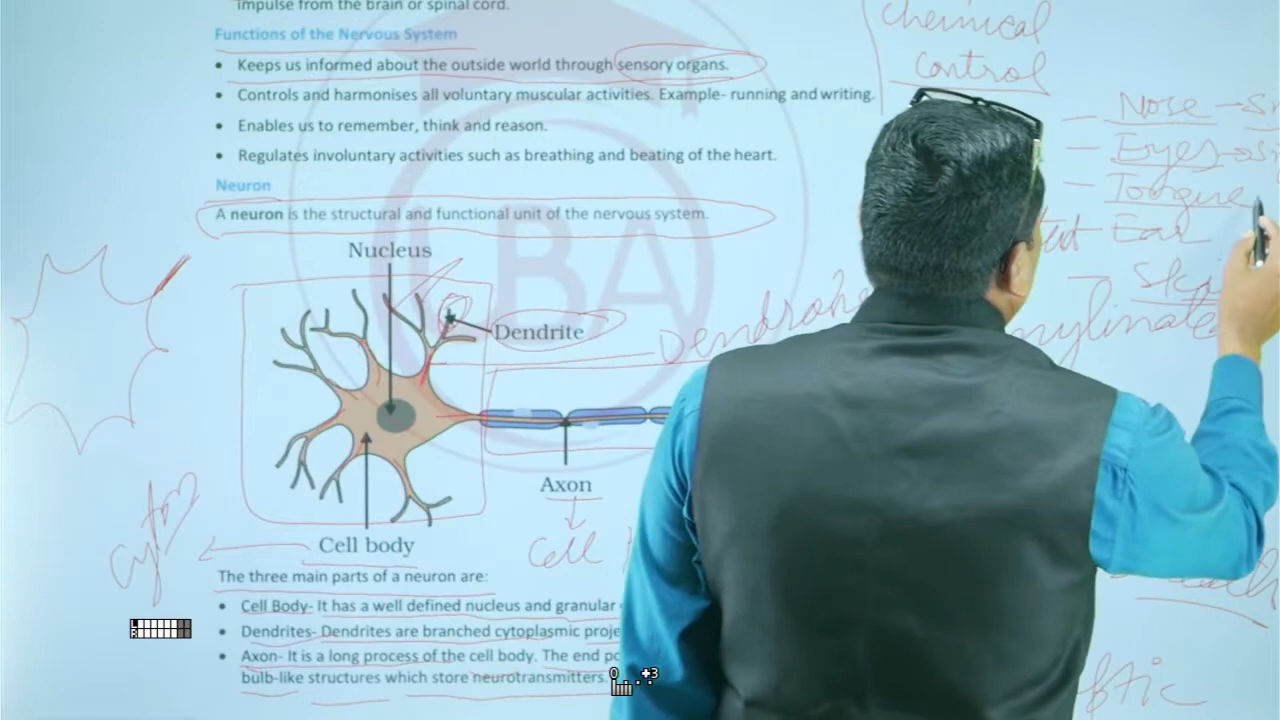 impulse from the brain or spinal cord.
Functions of the Nervous System
• Keeps us informed about the outside world through sensory organs.
• Controls and harmonises all voluntary muscular activities. Example- running and writing.
• Enables us to remember, think and reason.
• Regulates involuntary activities such as breathing and beating of the heart.
Neuron
A neuron is the structural and functional unit of the nervous system.
Nucleus
Dendrite
Axon
Cell body
The three main parts of a neuron are:
• Cell Body- It has a well defined nucleus and granular
• Dendrites- Dendrites are branched cytoplasmic
• Axon- It is a long process of the cell body. The end
bulb-like structures which store neurotransmitters.
BA
chemical
control
Nose
Eyes
Tongue
Ear
Cell
0 +3